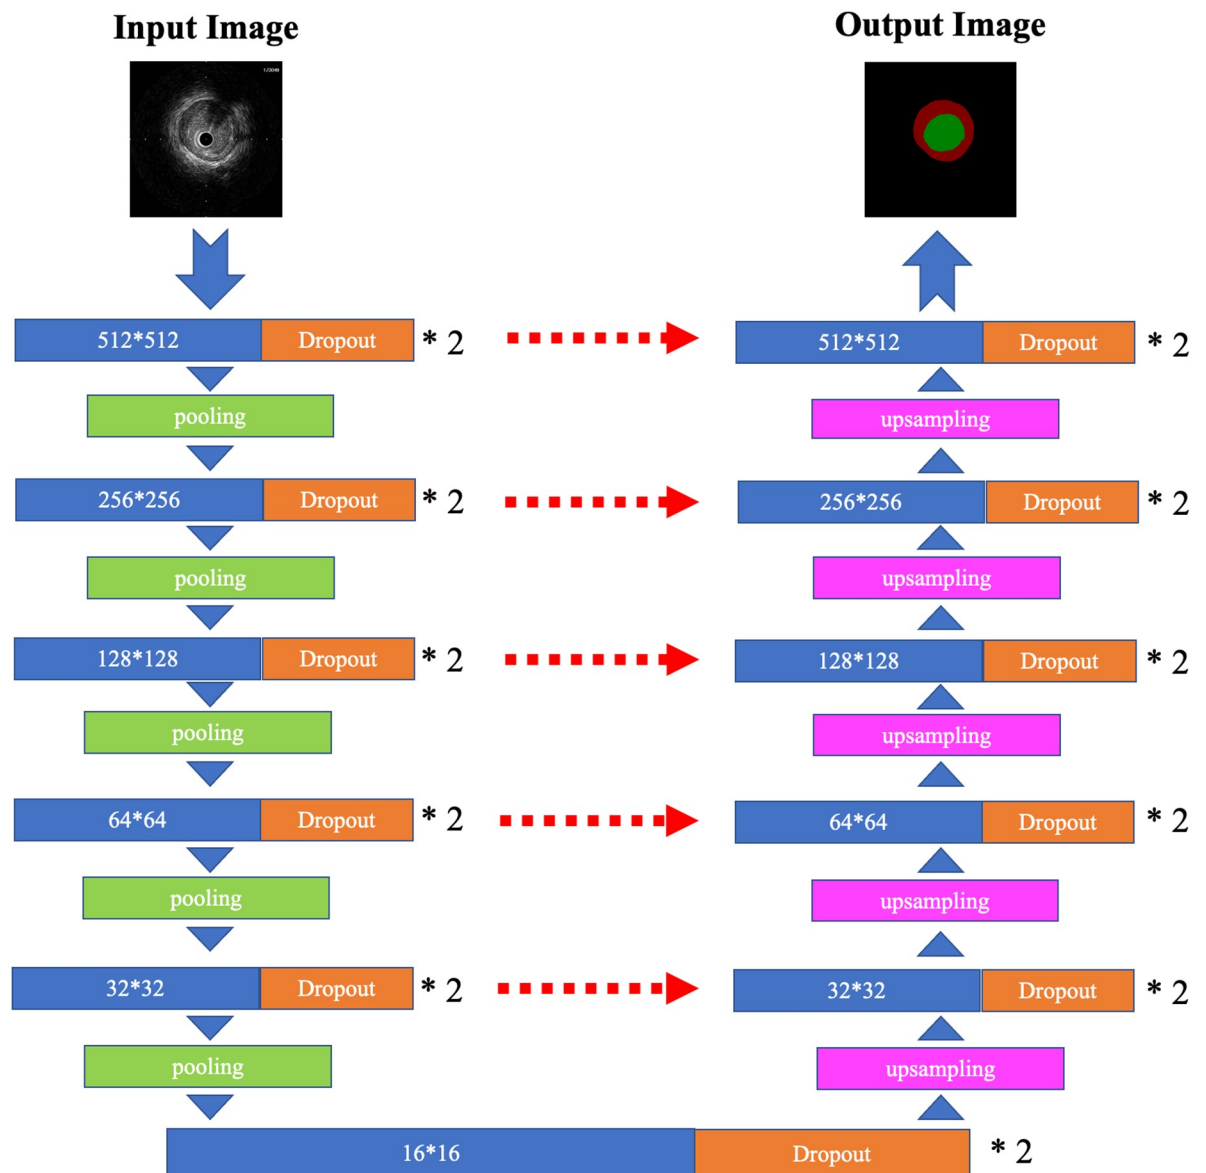 Input Image
Output Image
512*512 Dropout * 2
512*512 Dropout * 2
pooling
upsampling
256*256 Dropout * 2
256*256 Dropout * 2
pooling
upsampling
128*128 Dropout * 2
128*128 Dropout * 2
pooling
upsampling
64*64 Dropout * 2
64*64 Dropout * 2
pooling
upsampling
32*32 Dropout * 2
32*32 Dropout * 2
pooling
upsampling
16*16 Dropout * 2